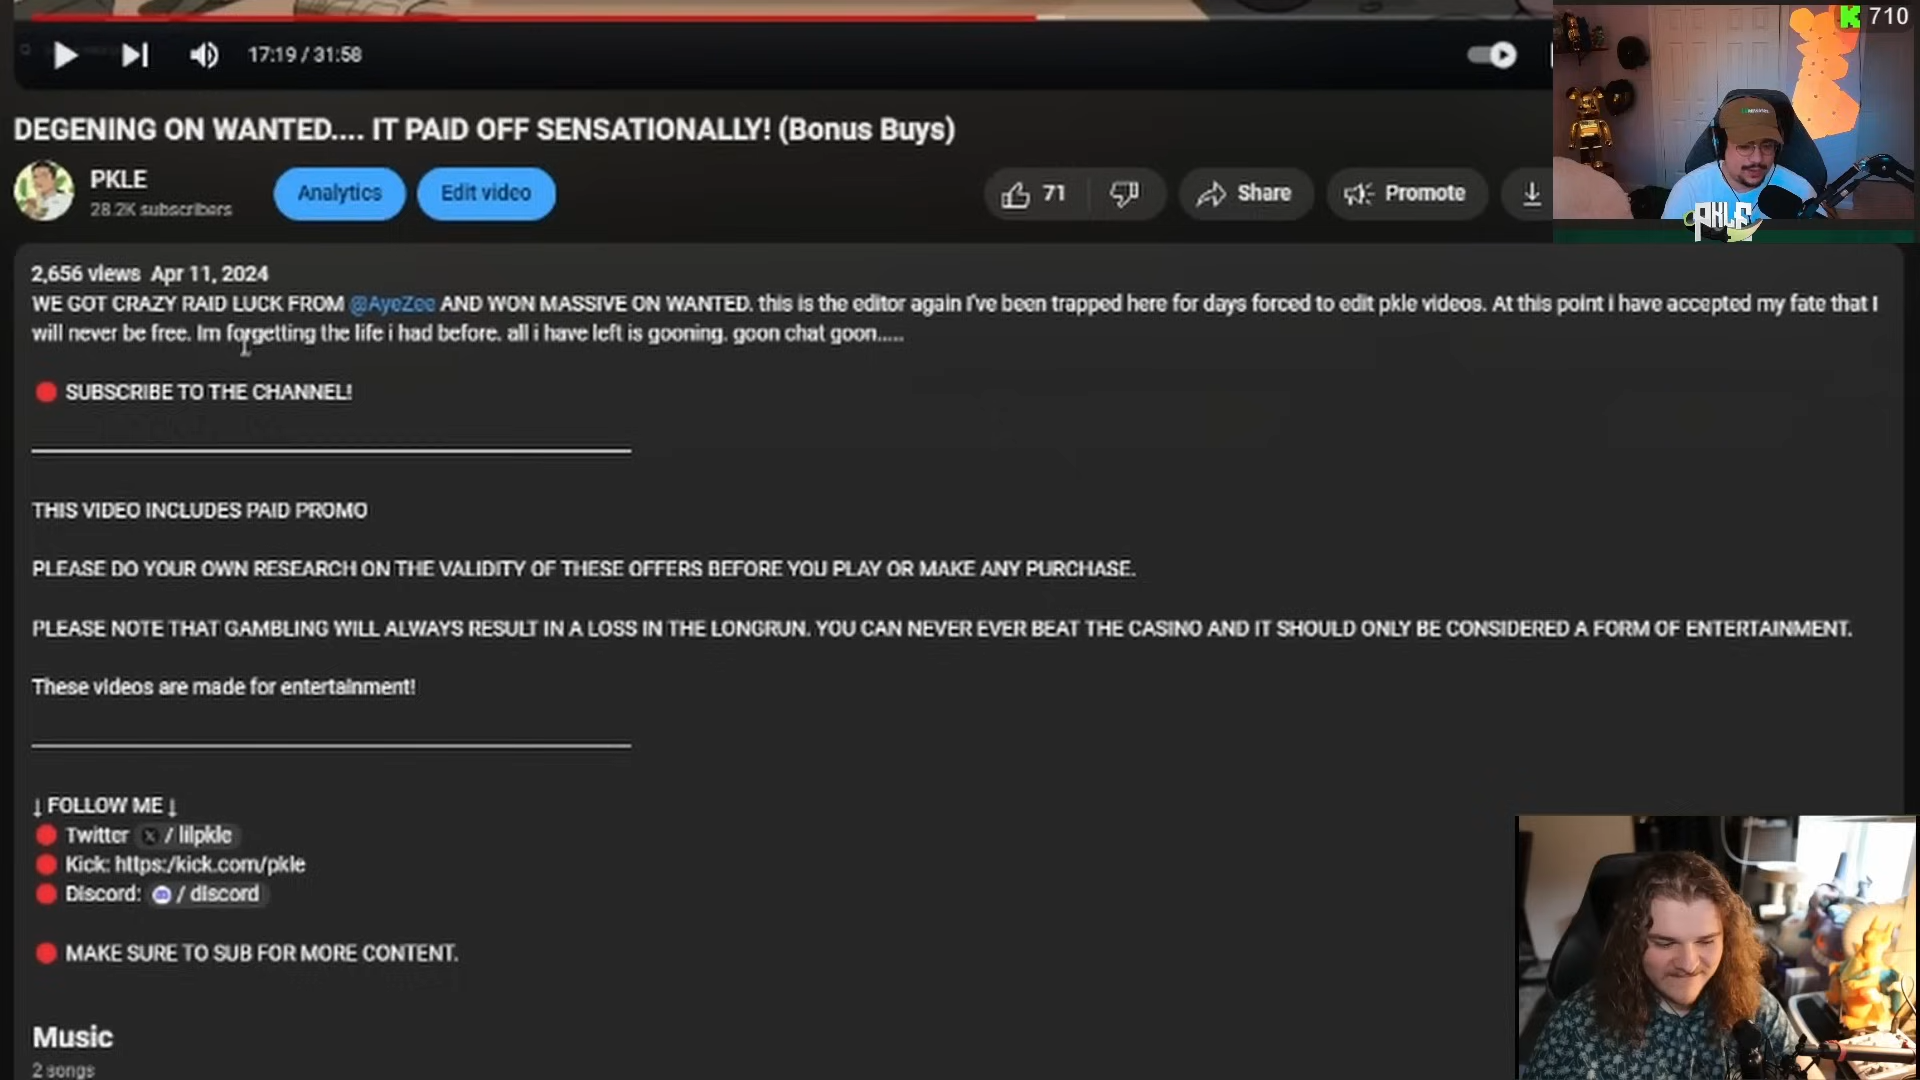 710
17:19 / 31:58
DEGENING ON WANTED.... IT PAID OFF SENSATIONALLY! (Bonus Buys)
PKLE
28.2K subscribers
Analytics
Edit video
71
Share
Promote
PKLE
2,656 views Apr 11, 2024
WE GOT CRAZY RAID LUCK FROM @AyeZee AND WON MASSIVE ON WANTED. this is the editor again I've been trapped here for days forced to edit pkle videos. At this point i have accepted my fate that I
will never be free. Im forgetting the life i had before. all i have left is gooning. goon chat goon.....
SUBSCRIBE TO THE CHANNEL!
THIS VIDEO INCLUDES PAID PROMO
PLEASE DO YOUR OWN RESEARCH ON THE VALIDITY OF THESE OFFERS BEFORE YOU PLAY OR MAKE ANY PURCHASE.
PLEASE NOTE THAT GAMBLING WILL ALWAYS RESULT IN A LOSS IN THE LONGRUN. YOU CAN NEVER EVER BEAT THE CASINO AND IT SHOULD ONLY BE CONSIDERED A FORM OF ENTERTAINMENT.
These videos are made for entertainment!
↓ FOLLOW ME ↓
Twitter X / lilpkle
Kick: https:/kick.com/pkle
Discord: / discord
MAKE SURE TO SUB FOR MORE CONTENT.
Music
2 songs